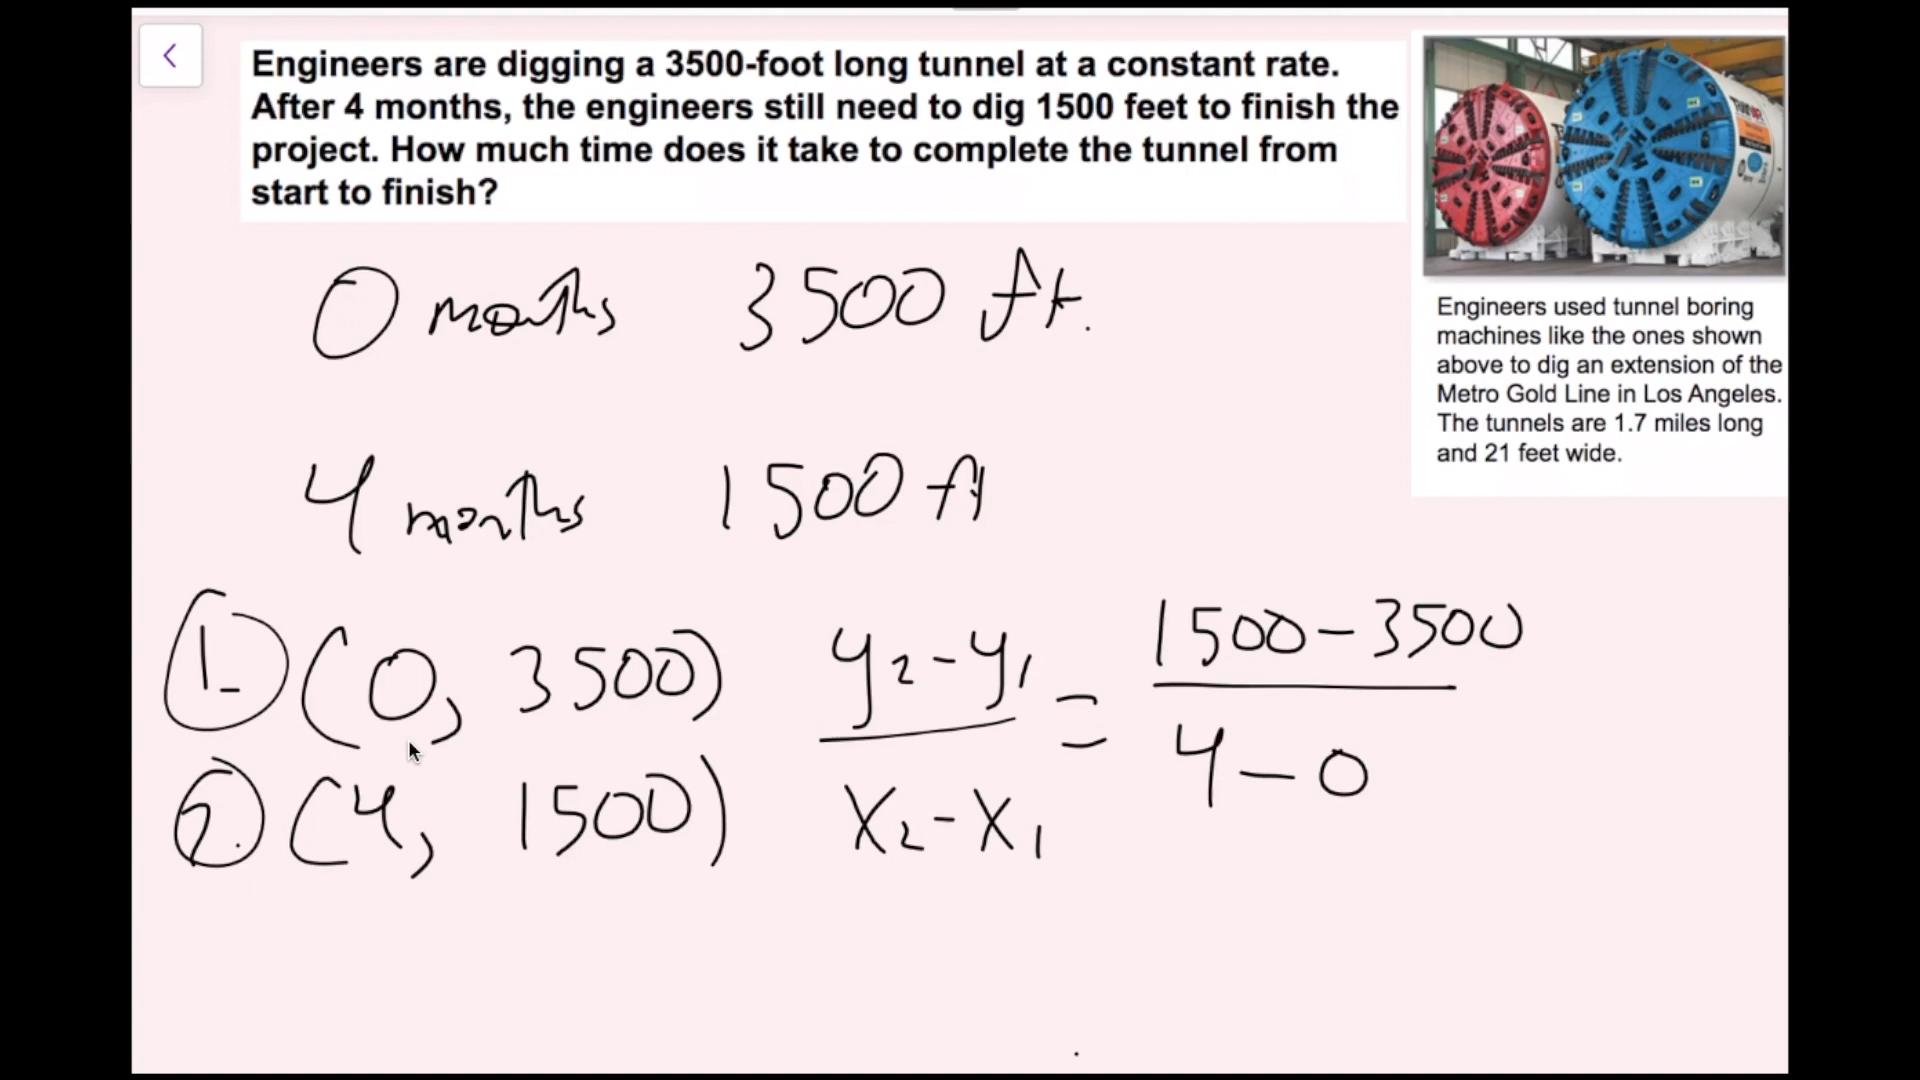 Engineers are digging a 3500-foot long tunnel at a constant rate.
After 4 months, the engineers still need to dig 1500 feet to finish the
project. How much time does it take to complete the tunnel from
start to finish?
Engineers used tunnel boring
machines like the ones shown
above to dig an extension of the
Metro Gold Line in Los Angeles.
The tunnels are 1.7 miles long
and 21 feet wide.
0 months 3500 ft.
4 months 1500 ft
1. (0, 3500) y2-y1 = 1500-3500
2. (4, 1500) x2-x1 4-0